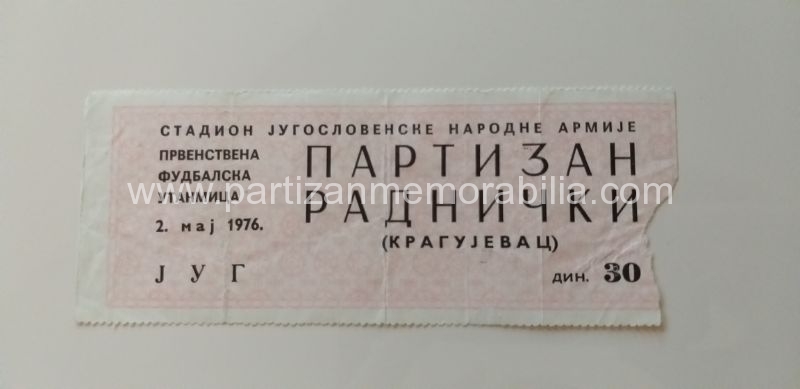 СТАДИОН ЈУГОСЛОВЕНСКЕ НАРОДНЕ АРМИЈЕ
ПРВЕНСТВЕНА
ФУДБАЛСКА
УТАКМИЦА
2. мај 1976.
ПАРТИЗАН
РАДНИЧКИ
(КРАГУЈЕВАЦ)
www.partizanmemorabilia.com
ЈУГ
ДИН. 30